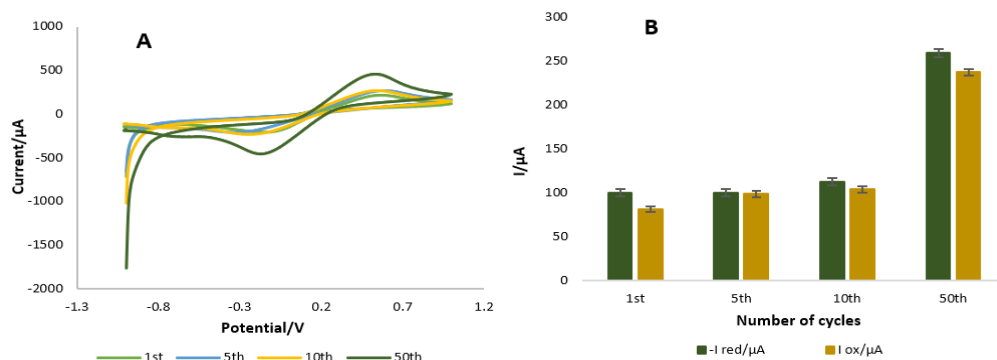 A
Current/µA
1000
500
0
-500
-1000
-1500
-2000
-1.3
-0.8
-0.3
0.2
0.7
1.2
Potential/V
1st
5th
10th
50th
B
I/µA
300
250
200
150
100
50
0
1st
5th
10th
50th
Number of cycles
-I red/µA
I ox/µA